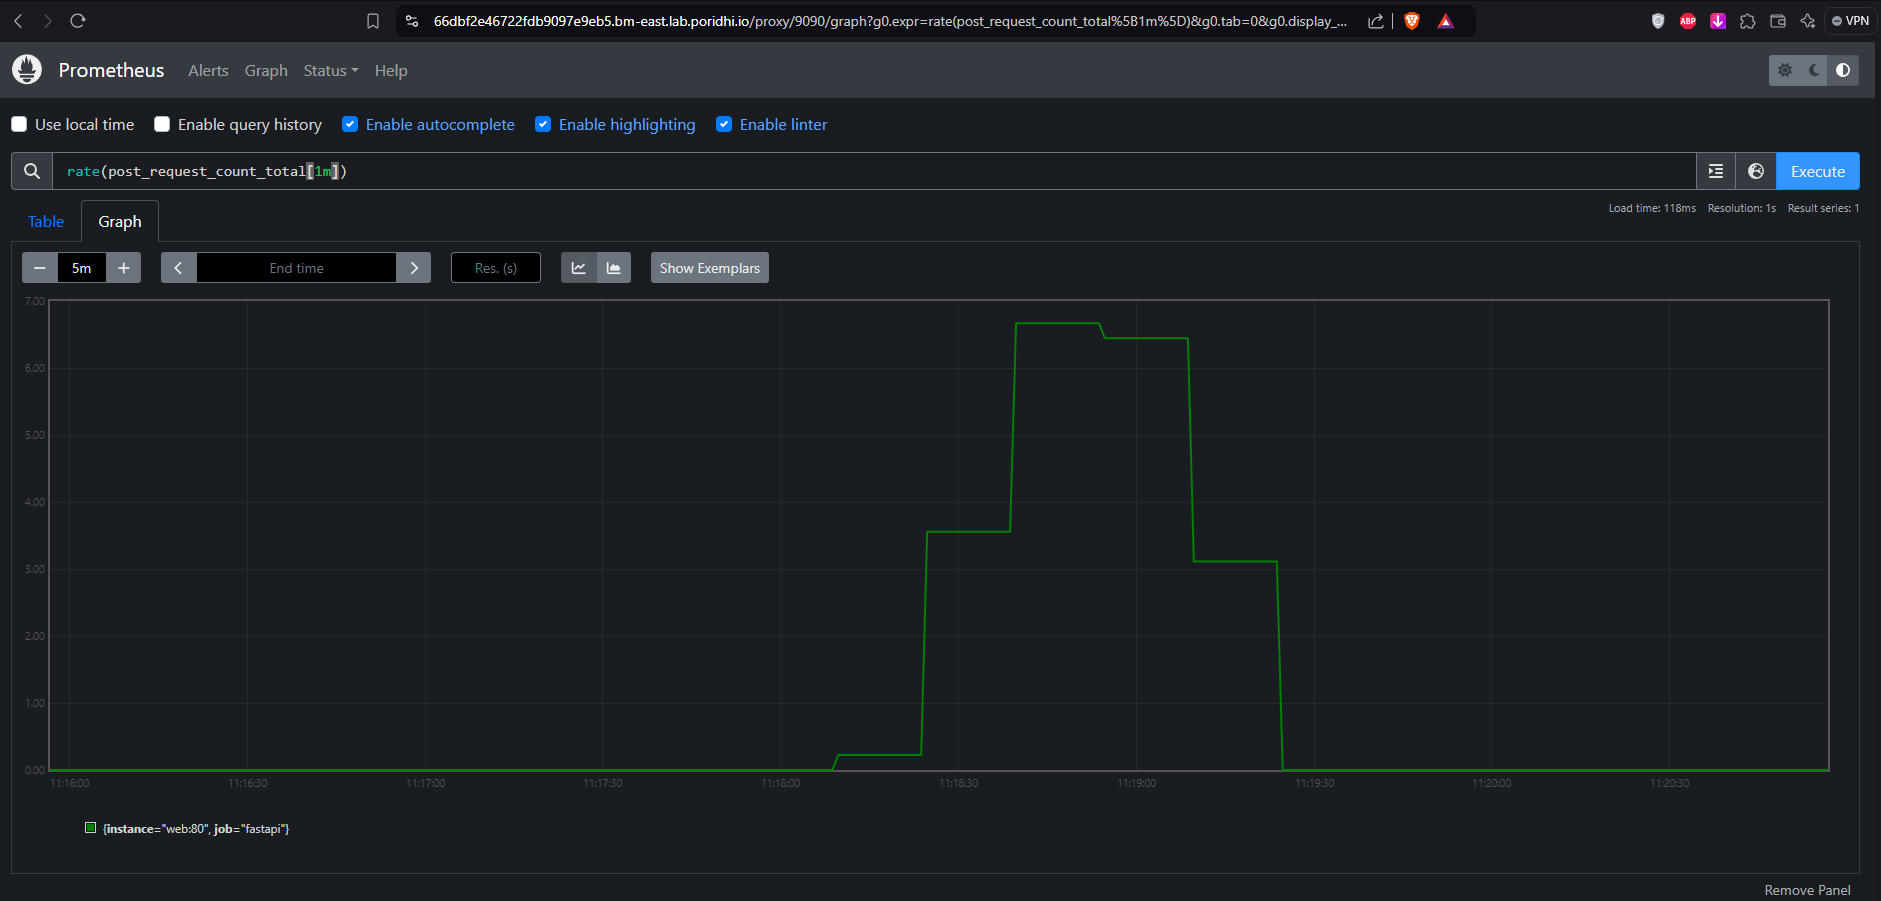 66dbf2e46722fdb9097e9eb5.bm-east.lab.poridhi.io/proxy/9090/graph?g0.expr=rate(post_request_count_total%5B1m%5D)&g0.tab=0&g0.display_...
ABP
VPN
Prometheus Alerts Graph Status Help
Use local time Enable query history Enable autocomplete Enable highlighting Enable linter
rate(post_request_count_total[1m])
Execute
Load time: 118ms Resolution: 1s Result series: 1
Table Graph
− 5m + End time Res. (s) Show Exemplars
7.00
6.00
5.00
4.00
3.00
2.00
1.00
0.00
11:16:00 11:16:30 11:17:00 11:17:30 11:18:00 11:18:30 11:19:00 11:19:30 11:20:00 11:20:30
{instance="web:80", job="fastapi"}
Remove Panel